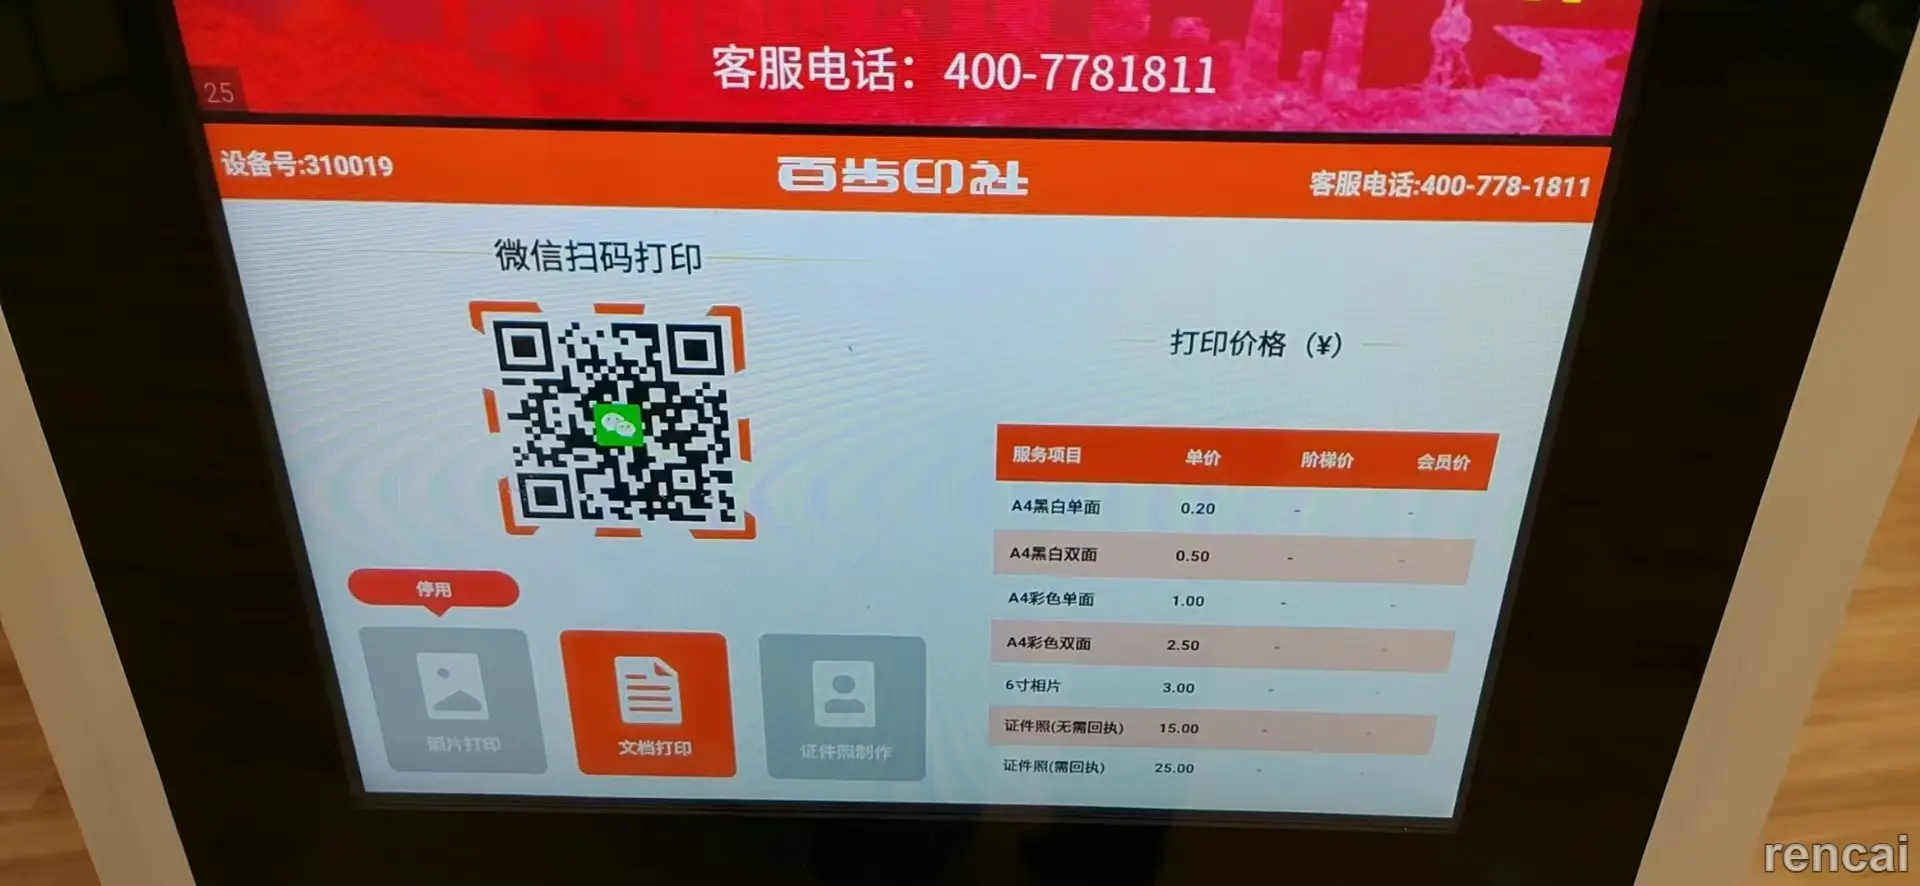 客服电话：400-7781811
25
设备号:310019
百步印社
客服电话:400-778-1811
微信扫码打印
打印价格（¥）
服务项目 单价 阶梯价 会员价
A4黑白单面 0.20 - -
A4黑白双面 0.50 - -
A4彩色单面 1.00 - -
A4彩色双面 2.50 - -
6寸相片 3.00 - -
证件照(无需回执) 15.00 - -
证件照(需回执) 25.00 - -
停用
照片打印
文档打印
证件照制作
rencai